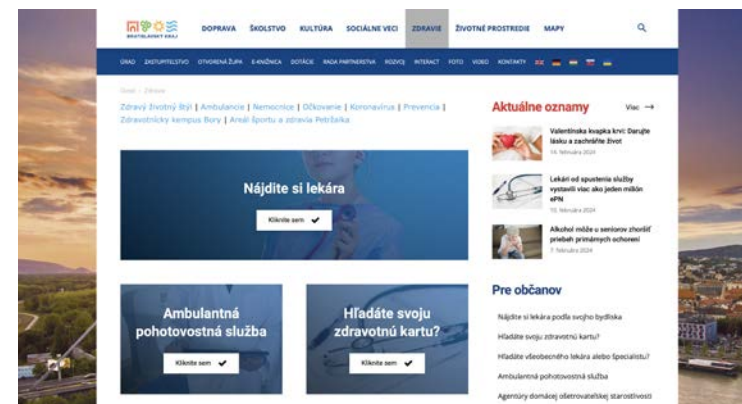 BRATISLAVSKÝ KRAJ
DOPRAVA ŠKOLSTVO KULTÚRA SOCIÁLNE VECI ZDRAVIE ŽIVOTNÉ PROSTREDIE MAPY
ÚRAD ZASTUPITEĽSTVO OTVORENÁ ŽUPA E-KNIŽNICA DOTÁCIE RADA PARTNERSTVA ROZVOJ INTERACT FOTO VIDEO KONTAKTY
Úvod › Zdravie
Zdravý životný štýl | Ambulancie | Nemocnice | Očkovanie | Koronavírus | Prevencia |
Zdravotnícky kempus Bory | Areál športu a zdravia Petržalka
Nájdite si lekára
Kliknite sem
Ambulantná
pohotovostná služba
Kliknite sem
Hľadáte svoju
zdravotnú kartu?
Kliknite sem
Aktuálne oznamy Viac →
Valentínska kvapka krvi: Darujte
lásku a zachráňte život
14. februára 2024
Lekári od spustenia služby
vystavili viac ako jeden milión
ePN
10. februára 2024
Alkohol môže u seniorov zhoršiť
priebeh primárnych ochorení
7. februára 2024
Pre občanov
Nájdite si lekára podľa svojho bydliska
Hľadáte svoju zdravotnú kartu?
Hľadáte všeobecného lekára alebo špecialistu?
Ambulantná pohotovostná služba
Agentúry domácej ošetrovateľskej starostlivosti